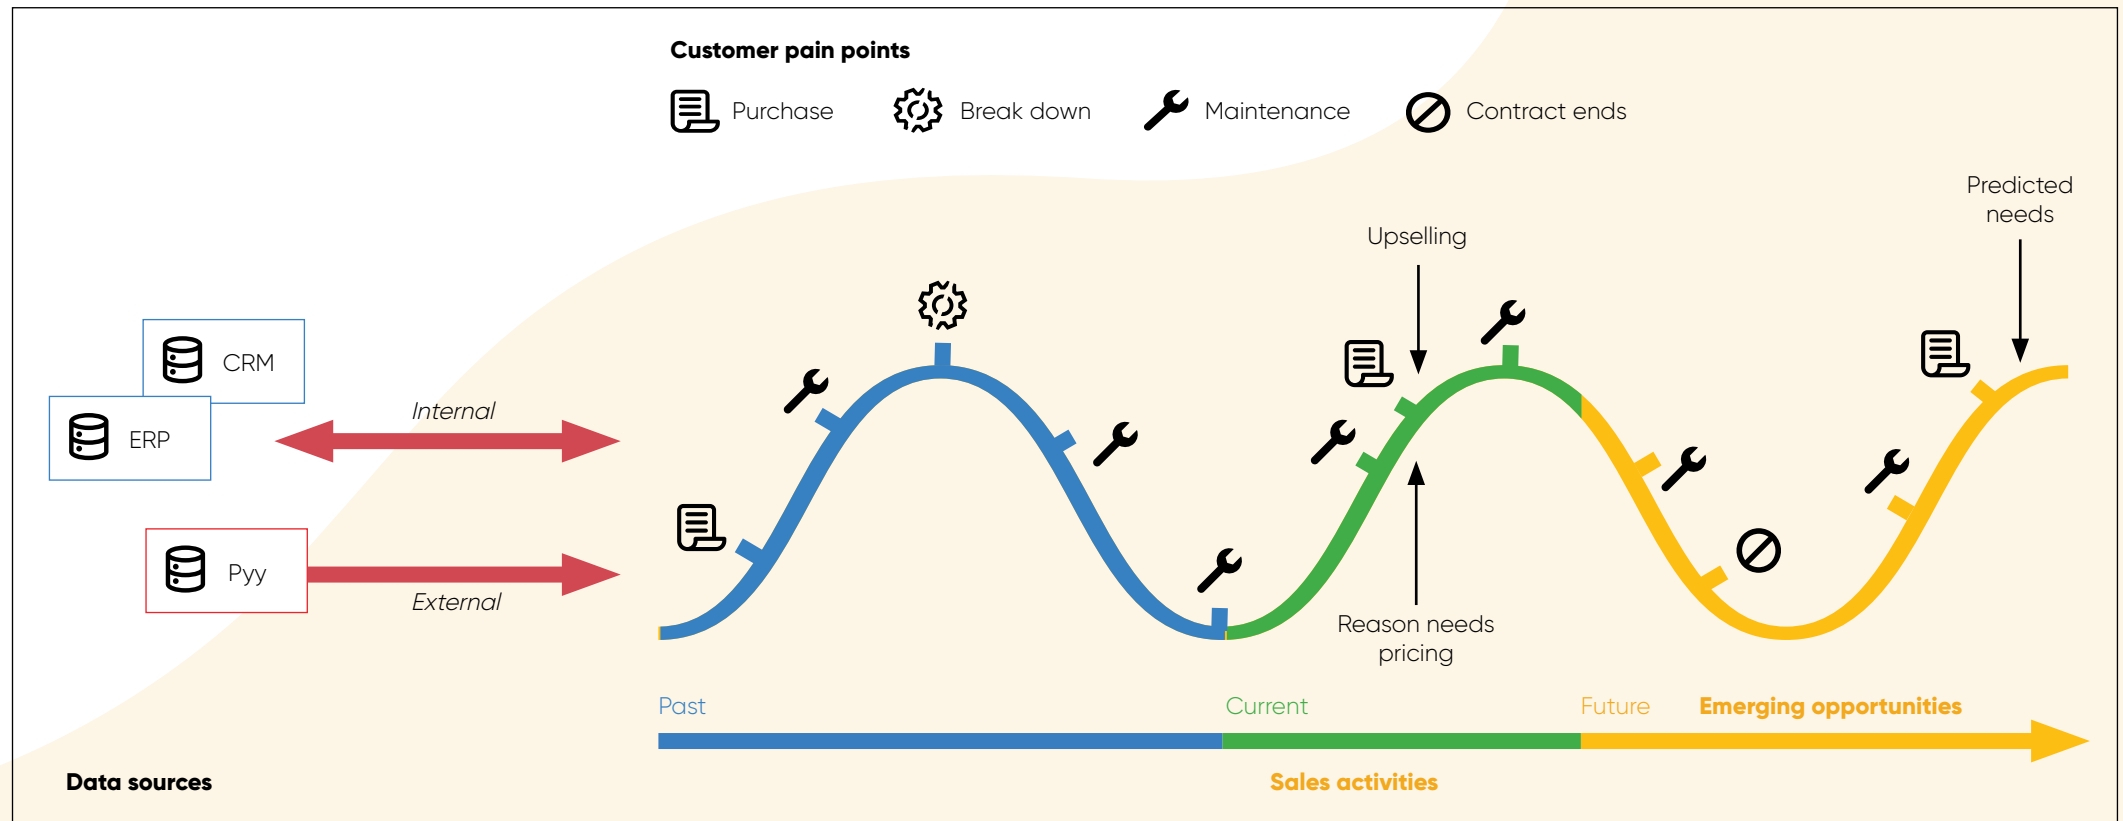 Customer pain points
Purchase
Break down
Maintenance
Contract ends
Predicted
needs
Upselling
CRM
ERP
Internal
Pyy
External
Reason needs
pricing
Past
Current
Future
Emerging opportunities
Data sources
Sales activities